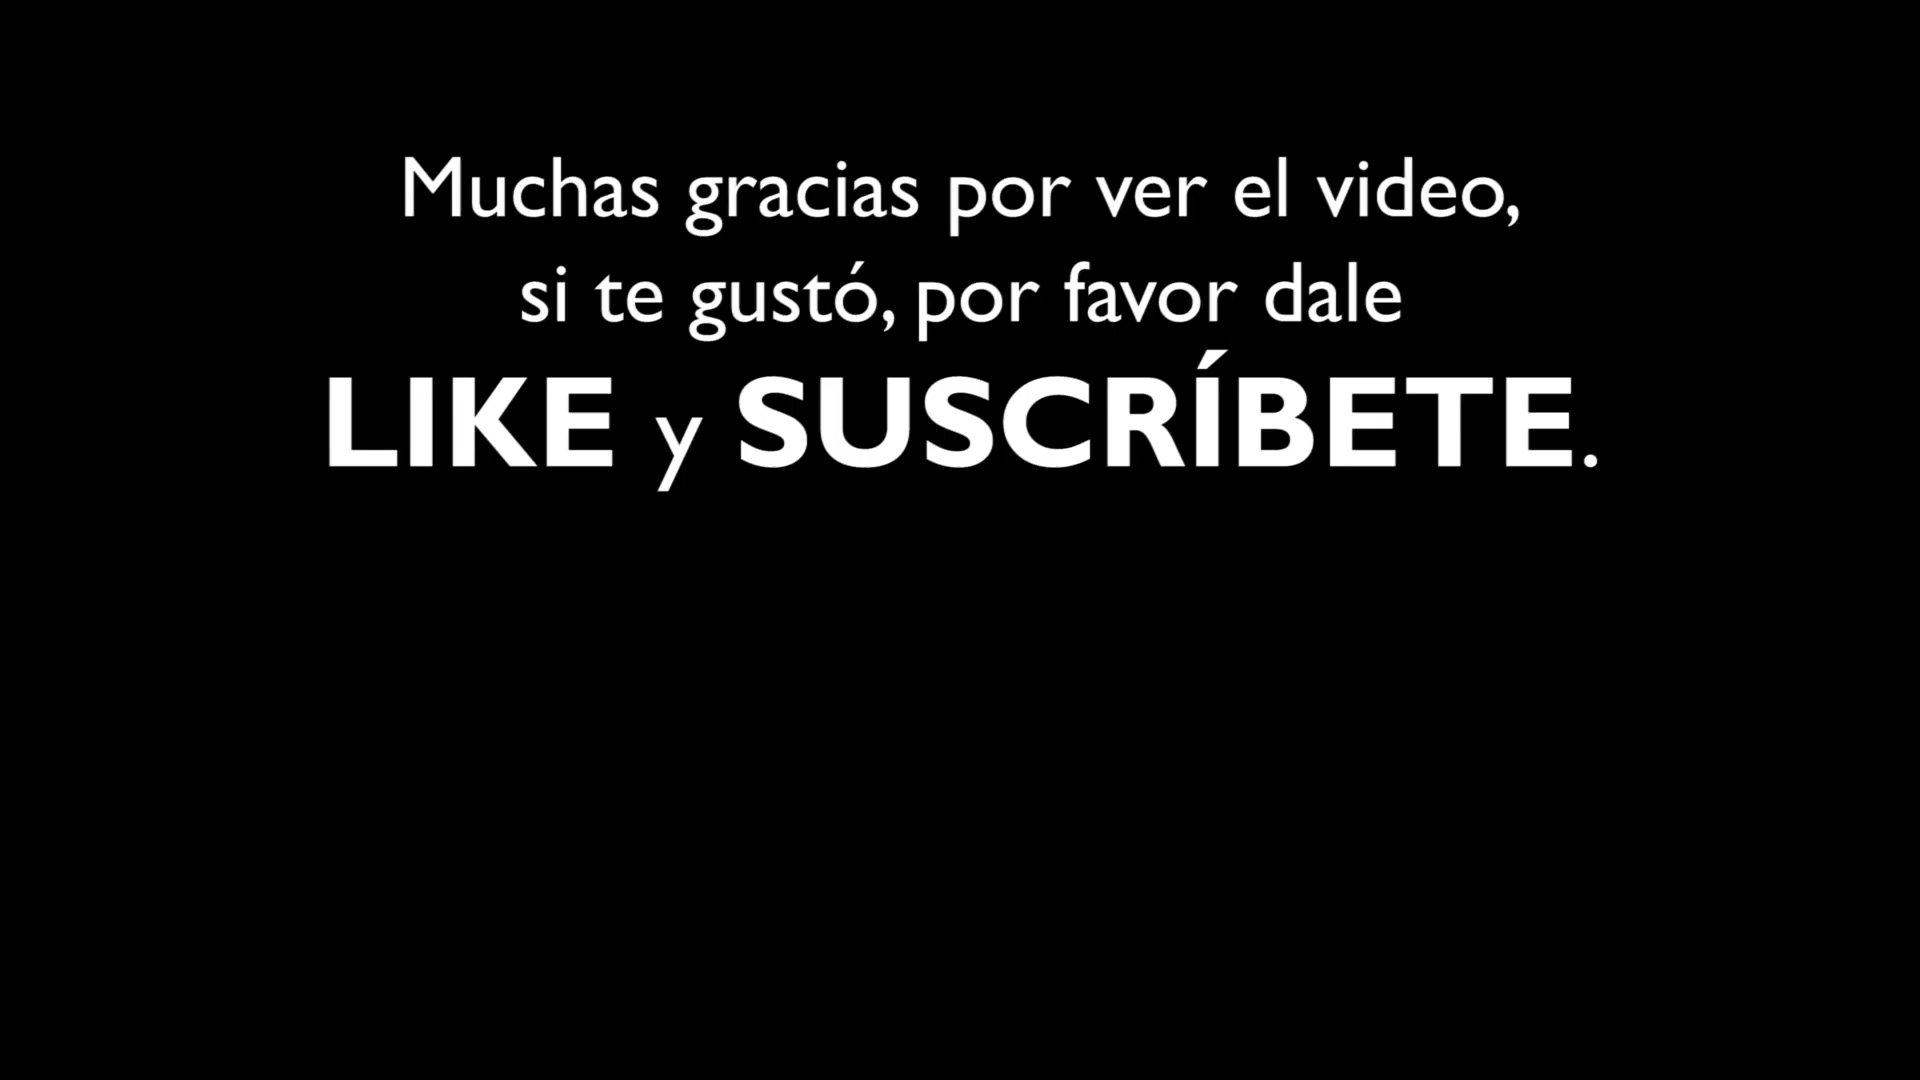 Muchas gracias por ver el video,
si te gustó, por favor dale
LIKE y SUSCRÍBETE.